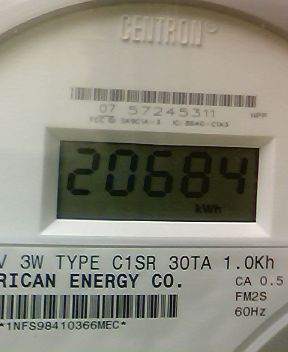 CENTRON
07 57245311
20684
kWh
V 3W TYPE C1SR 30TA 1.0Kh
RICAN ENERGY CO.
CA 0.5
FM2S
60Hz
*1NFS98410366MEC*